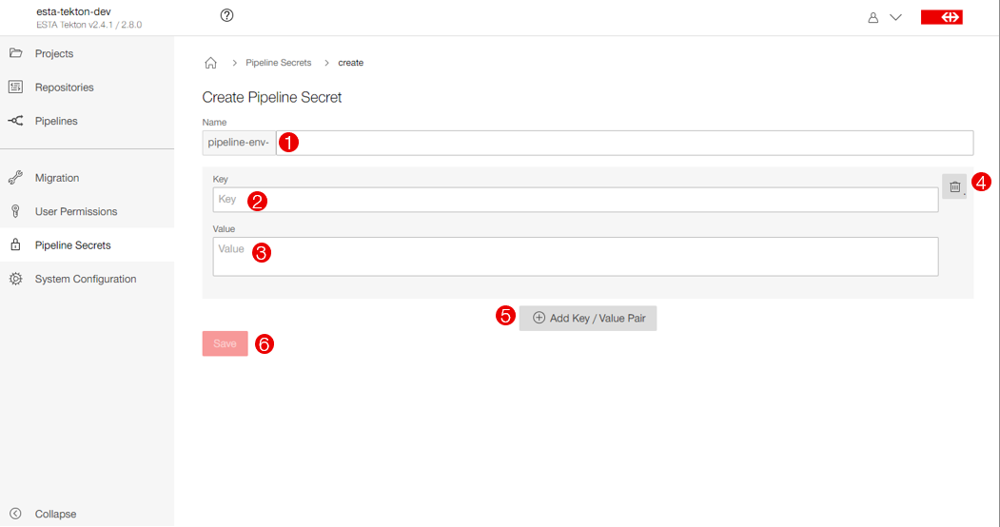 esta-tekton-dev
ESTA Tekton v2.4.1 / 2.8.0
Projects
Repositories
Pipelines
Migration
User Permissions
Pipeline Secrets
System Configuration
Collapse
Pipeline Secrets > create
Create Pipeline Secret
Name
pipeline-env- 1
Key
Key 2
4
Value
Value 3
5 Add Key / Value Pair
Save 6